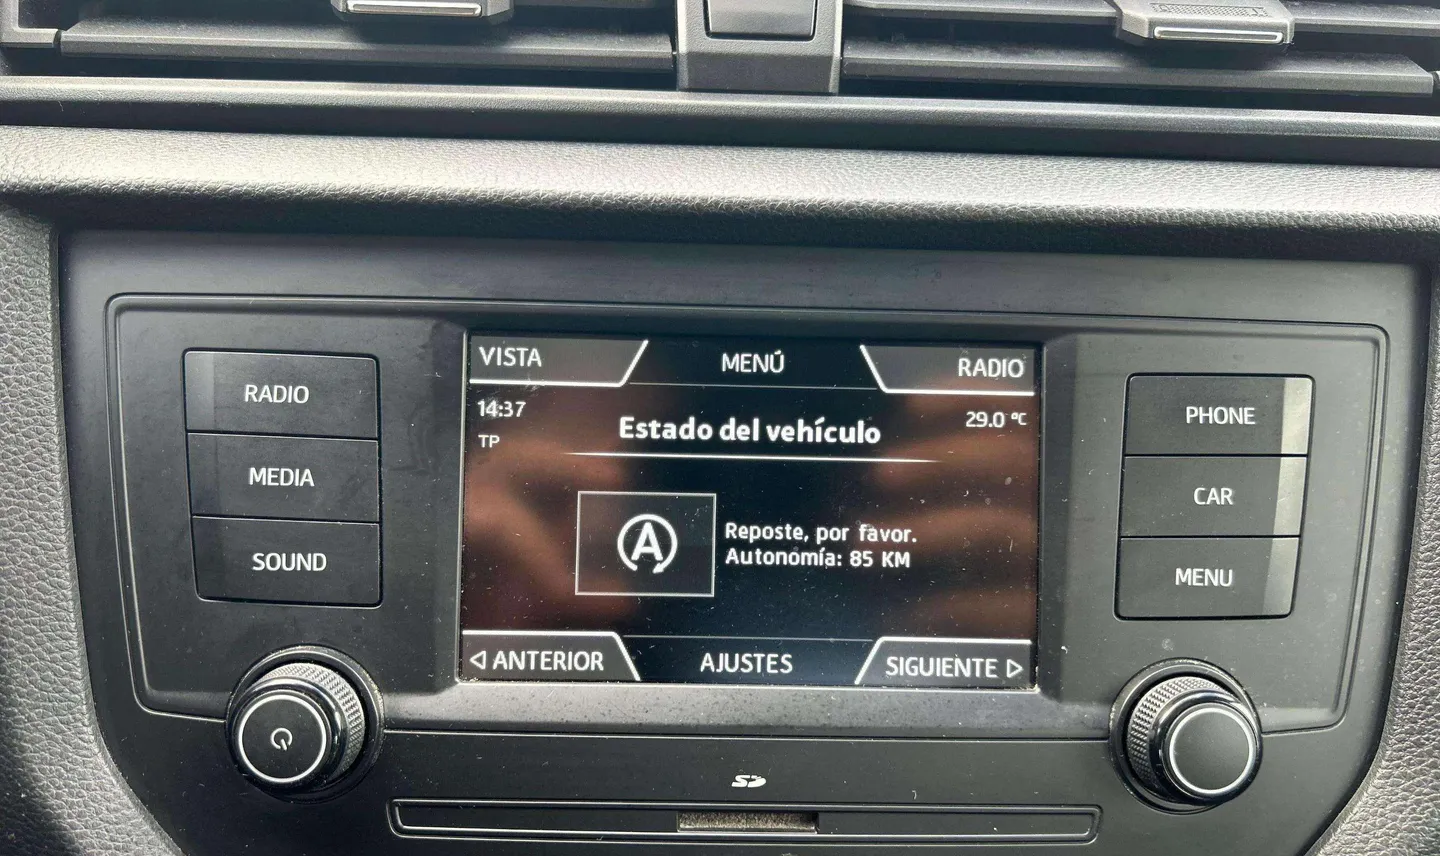 RADIO
MEDIA
SOUND
VISTA
MENÚ
RADIO
14:37
TP
29.0 ºC
Estado del vehículo
A
Reposte, por favor.
Autonomía: 85 KM
ANTERIOR
AJUSTES
SIGUIENTE
PHONE
CAR
MENU
SD